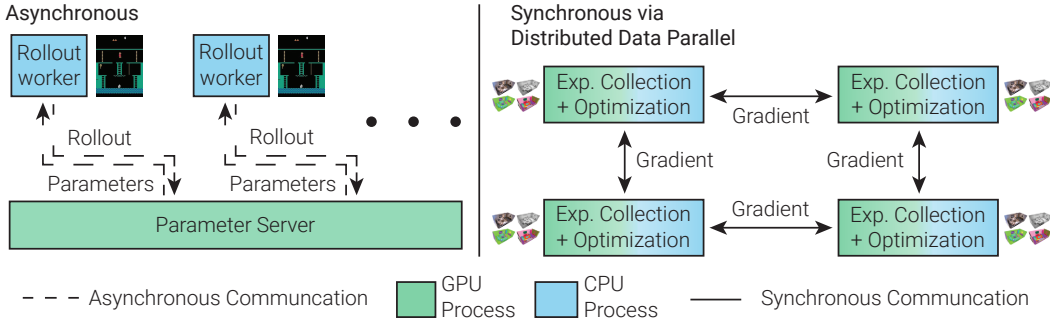 Asynchronous
Rollout
worker
Rollout
worker
Rollout
Parameters
Rollout
Parameters
Parameter Server
Synchronous via
Distributed Data Parallel
Exp. Collection
+ Optimization
Gradient
Exp. Collection
+ Optimization
Gradient
Gradient
Exp. Collection
+ Optimization
Gradient
Exp. Collection
+ Optimization
Asynchronous Communcation
GPU
Process
CPU
Process
Synchronous Communcation